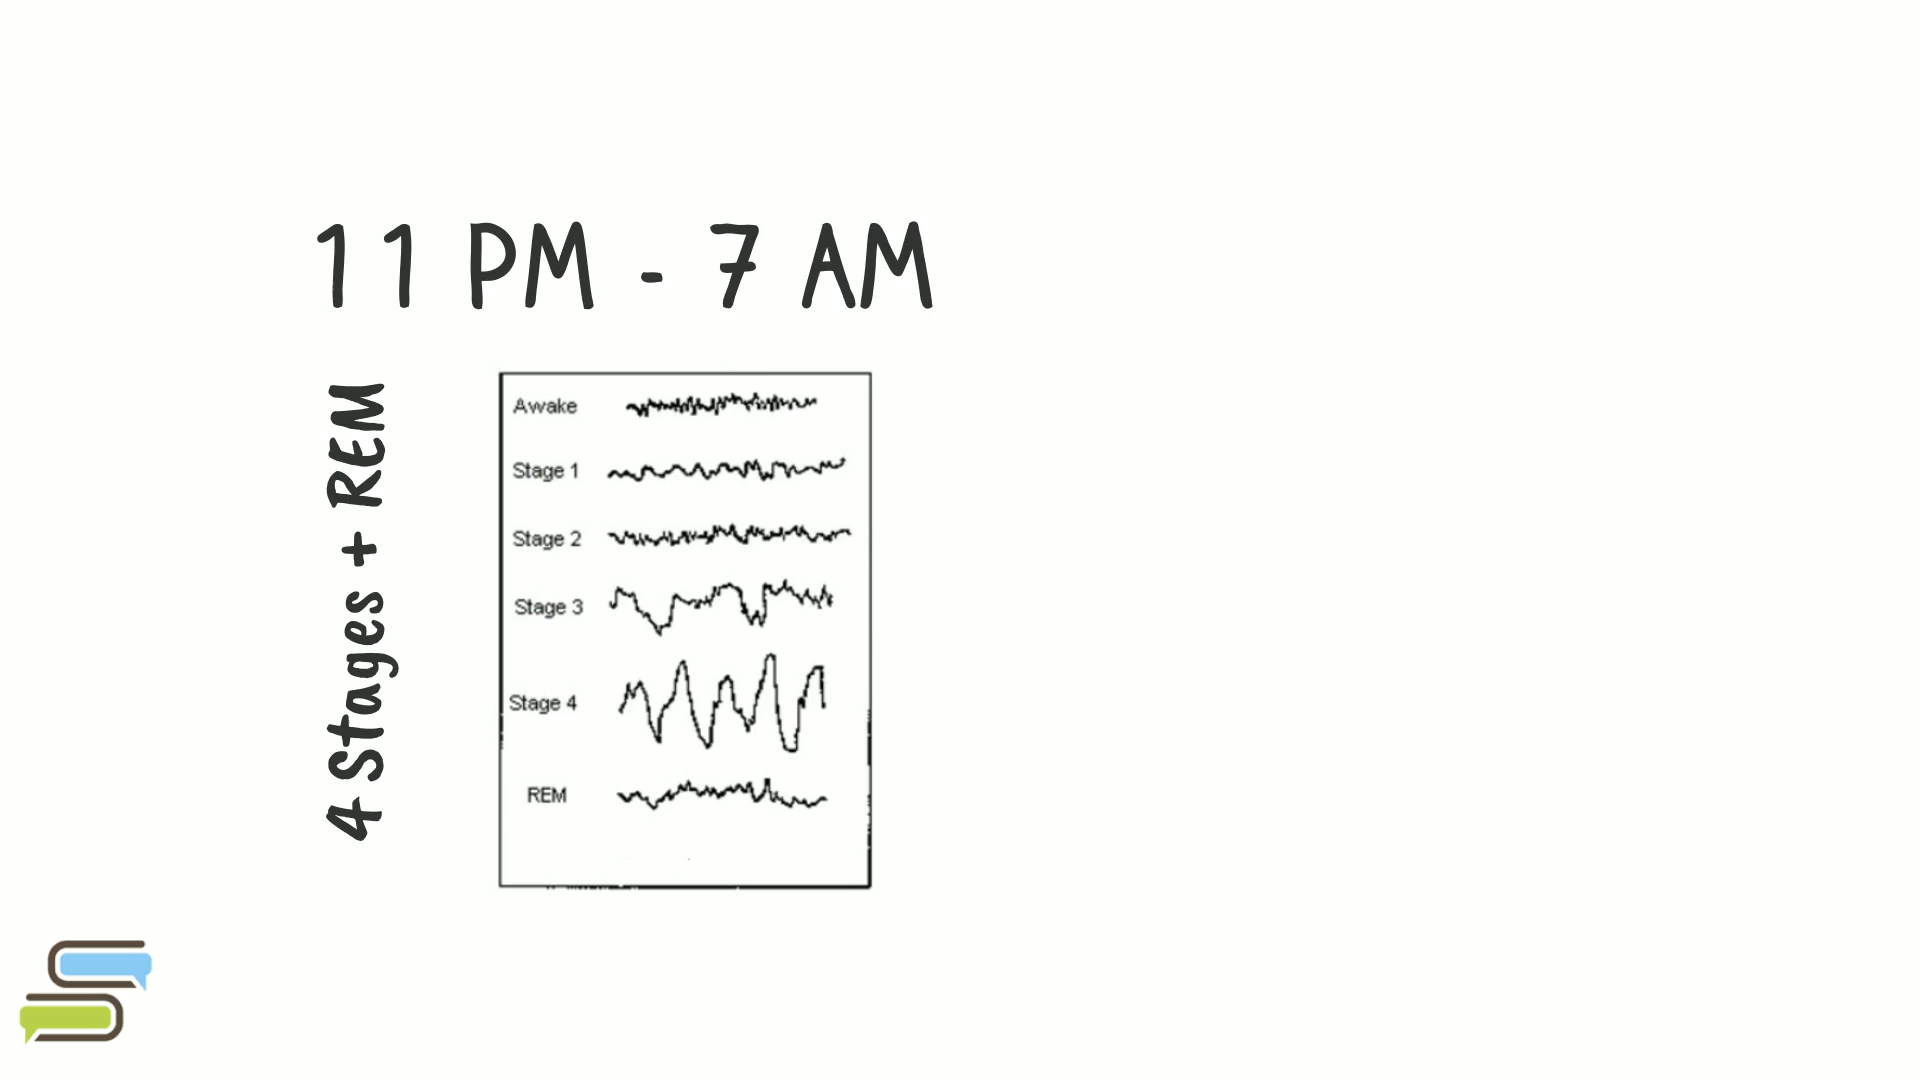 11 PM - 7 AM
4 Stages + REM
Awake
Stage 1
Stage 2
Stage 3
Stage 4
REM